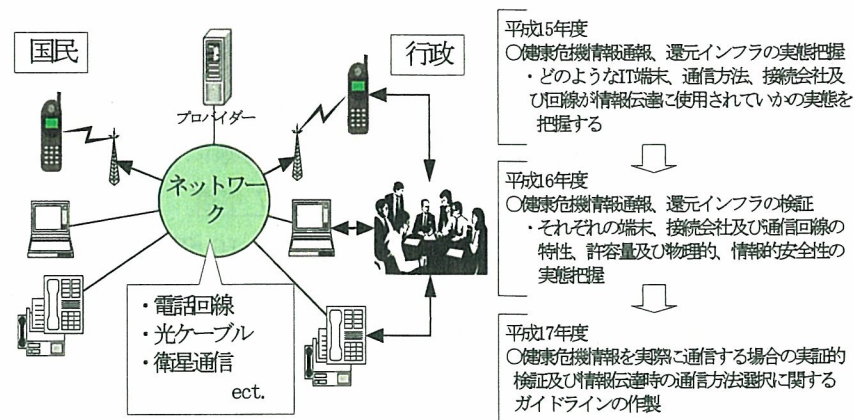 国民
行政
プロバイダー
ネットワー
ク
・電話回線
・光ケーブル
・衛星通信
ect.
平成15年度
○健康危機情報通報、還元インフラの実態把握
・どのようなIT端末、通信方法、接続会社及
び回線が情報伝達に使用されていかの実態を
把握する
平成16年度
○健康危機情報通報、還元インフラの検証
・それぞれの端末、接続会社及び通信回線の
特性、許容量及び物理的、情報的安全性の
実態把握
平成17年度
○健康危機情報を実際に通信する場合の実証的
検証及び情報伝達時の通信方法選択に関する
ガイドラインの作製